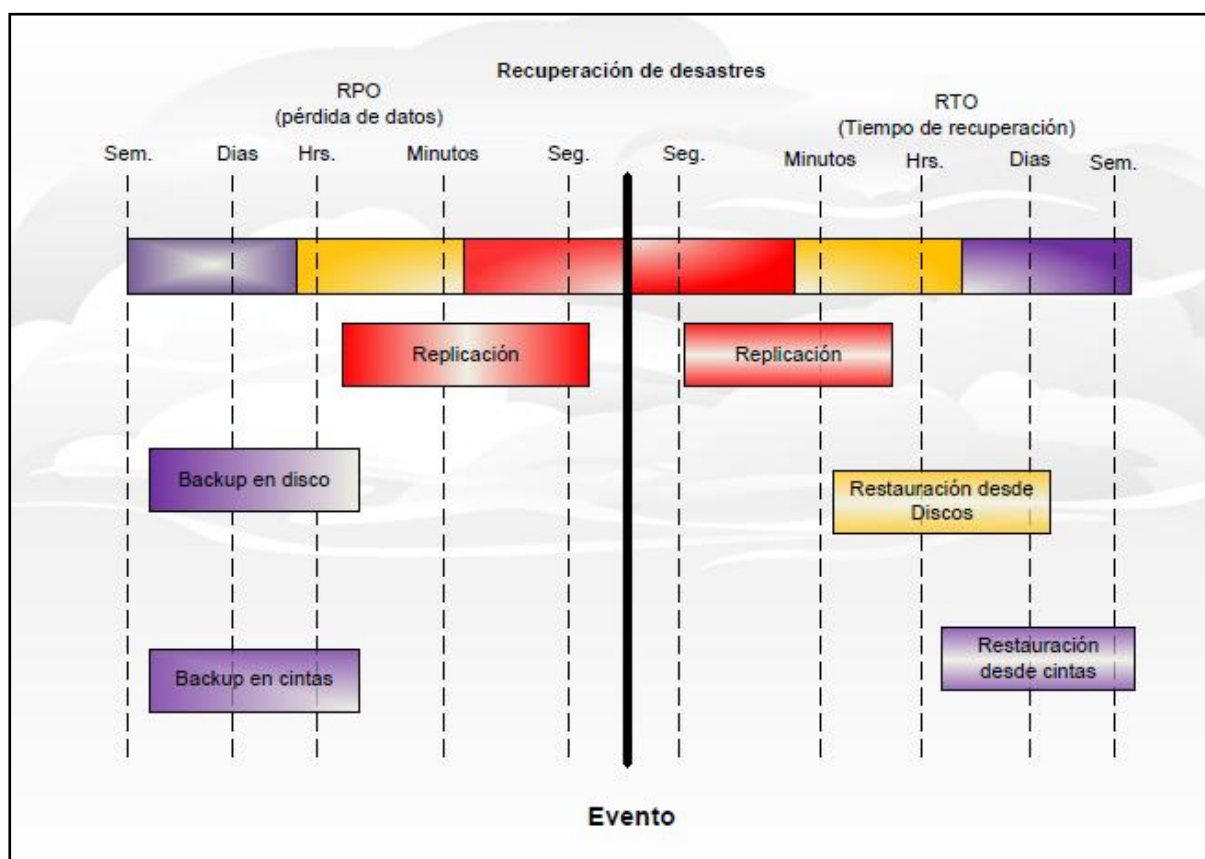 Recuperación de desastres
RPO
(pérdida de datos)
RTO
(Tiempo de recuperación)
Sem.
Dias
Hrs.
Minutos
Seg.
Seg.
Minutos
Hrs.
Dias
Sem.
Replicación
Replicación
Backup en disco
Restauración desde
Discos
Backup en cintas
Restauración
desde cintas
Evento